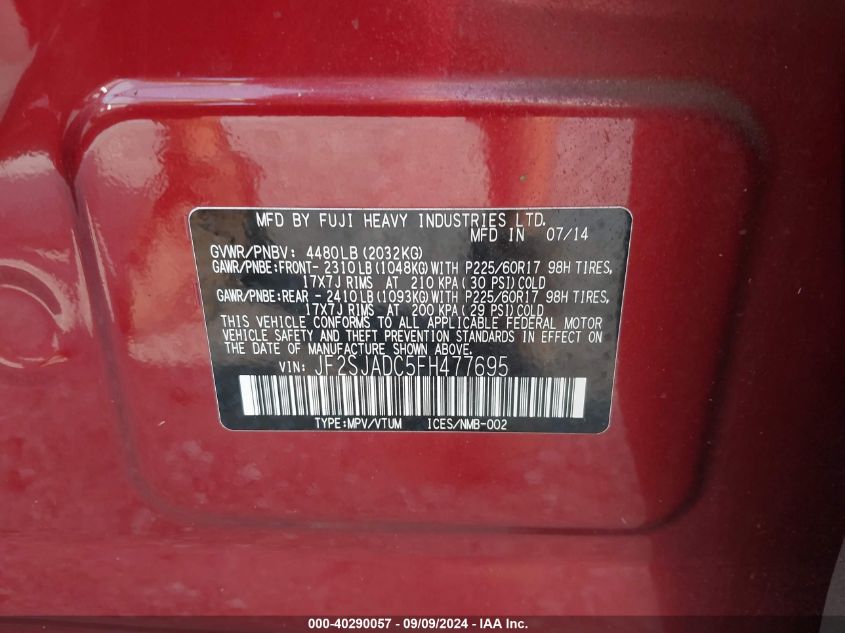 MFD BY FUJI HEAVY INDUSTRIES LTD.
MFD IN 07/14
GVWR/PNBV: 4480LB(2032KG)
GAWR/PNBE:FRONT- 2310LB(1048KG)WITH P225/60R17 98H TIRES,
17X7J RIMS AT 210 KPA( 30 PSI)COLD
GAWR/PNBE:REAR - 2410LB(1093KG)WITH P225/60R17 98H TIRES,
17X7J RIMS AT 200 KPA( 29 PSI)COLD
THIS VEHICLE CONFORMS TO ALL APPLICABLE FEDERAL MOTOR
VEHICLE SAFETY AND THEFT PREVENTION STANDARDS IN EFFECT ON
THE DATE OF MANUFACTURE SHOWN ABOVE.
VIN: JF2SJADC5FH477695
TYPE:MPV/VTUM ICES/NMB-002
000-40290057 - 09/09/2024 - IAA, Inc.